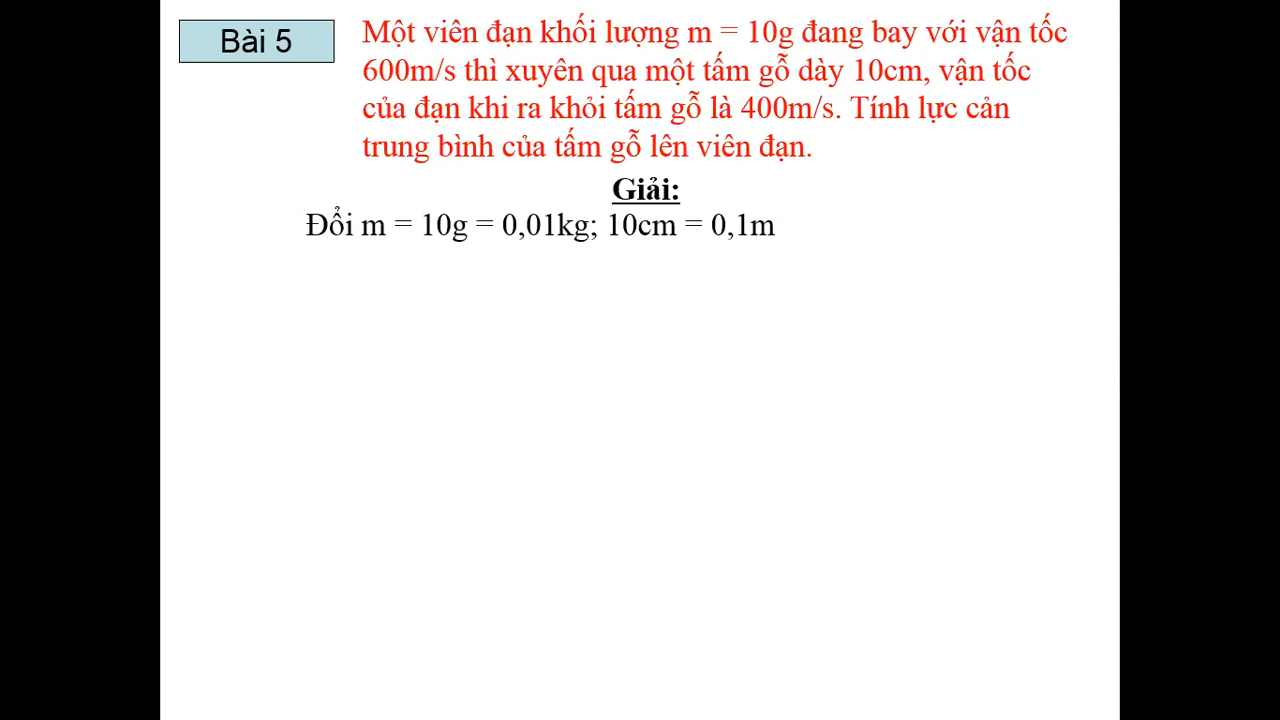 Bài 5
Một viên đạn khối lượng m = 10g đang bay với vận tốc
600m/s thì xuyên qua một tấm gỗ dày 10cm, vận tốc
của đạn khi ra khỏi tấm gỗ là 400m/s. Tính lực cản
trung bình của tấm gỗ lên viên đạn.
Giải:
Đổi m = 10g = 0,01kg; 10cm = 0,1m